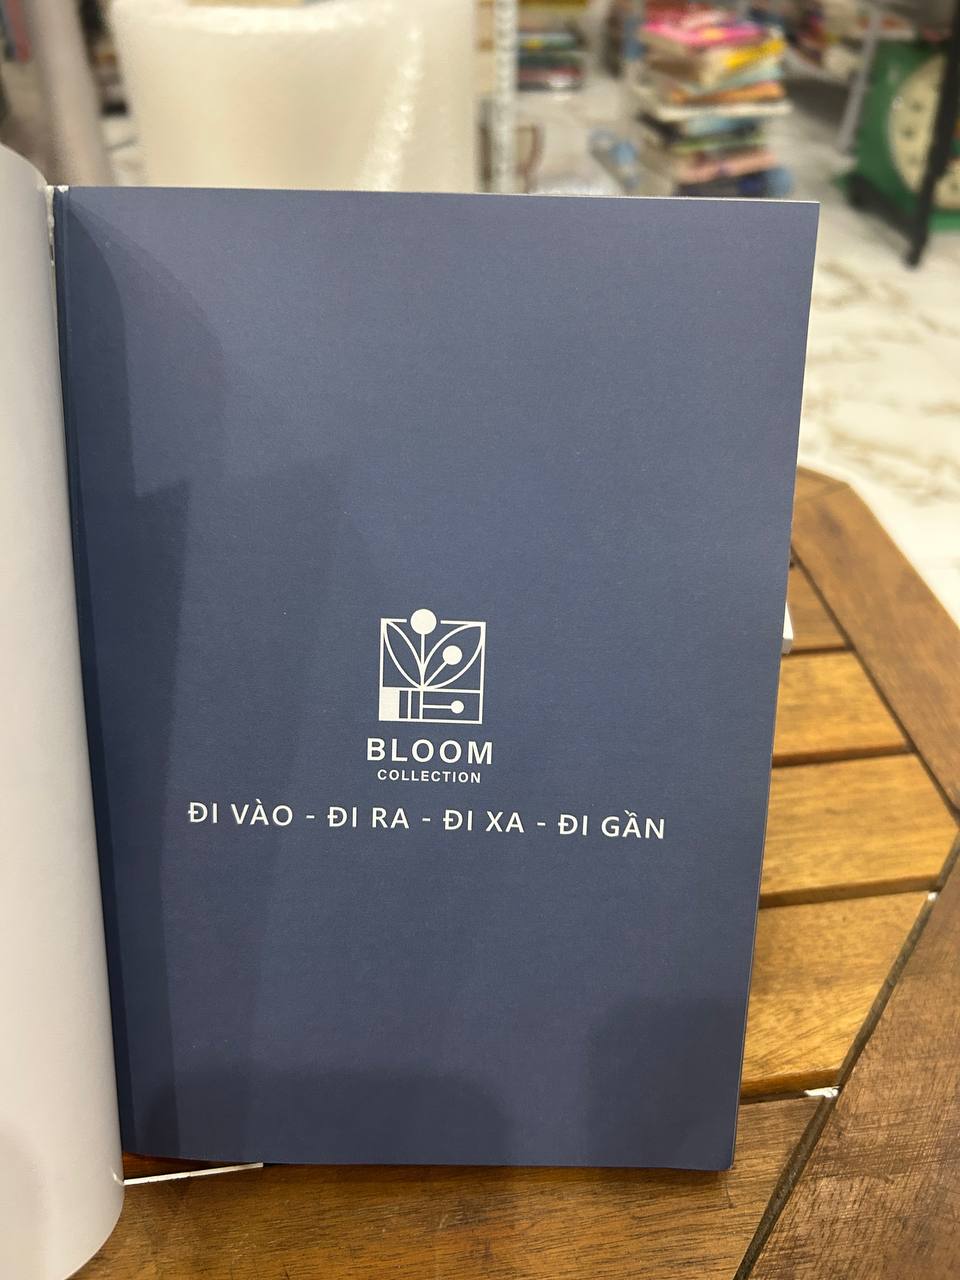 BLOOM
COLLECTION
ĐI VÀO - ĐI RA - ĐI XA - ĐI GẦN